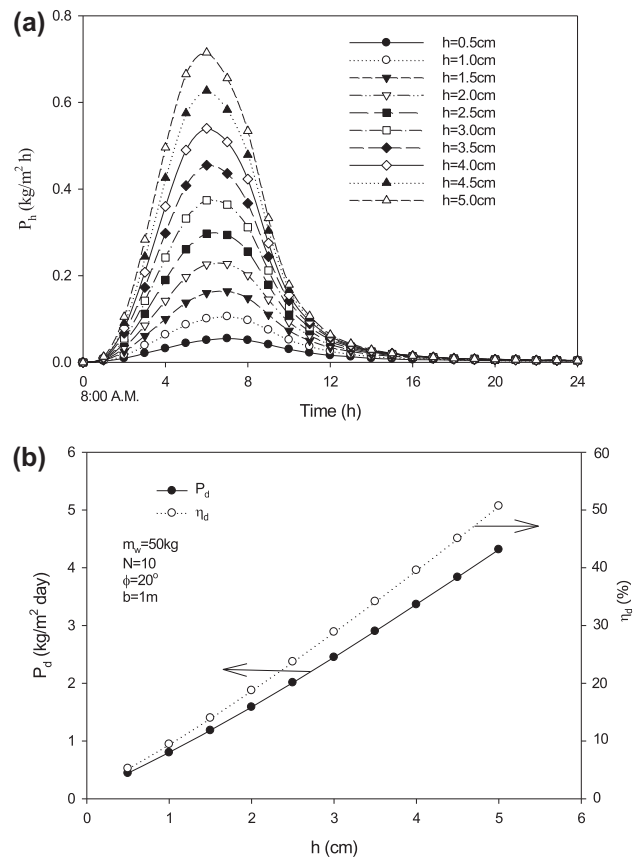 (a)
0.8
0.6
0.4
0.2
0.0
P_h (kg/m² h)
h=0.5cm
h=1.0cm
h=1.5cm
h=2.0cm
h=2.5cm
h=3.0cm
h=3.5cm
h=4.0cm
h=4.5cm
h=5.0cm
0 4 8 12 16 20 24
8:00 A.M.
Time (h)
(b)
6
5
4
3
2
1
0
P_d (kg/m² day)
P_d
η_d
m_w=50kg
N=10
ϕ=20°
b=1m
60
50
40
30
20
10
0
η_d (%)
0 1 2 3 4 5 6
h (cm)